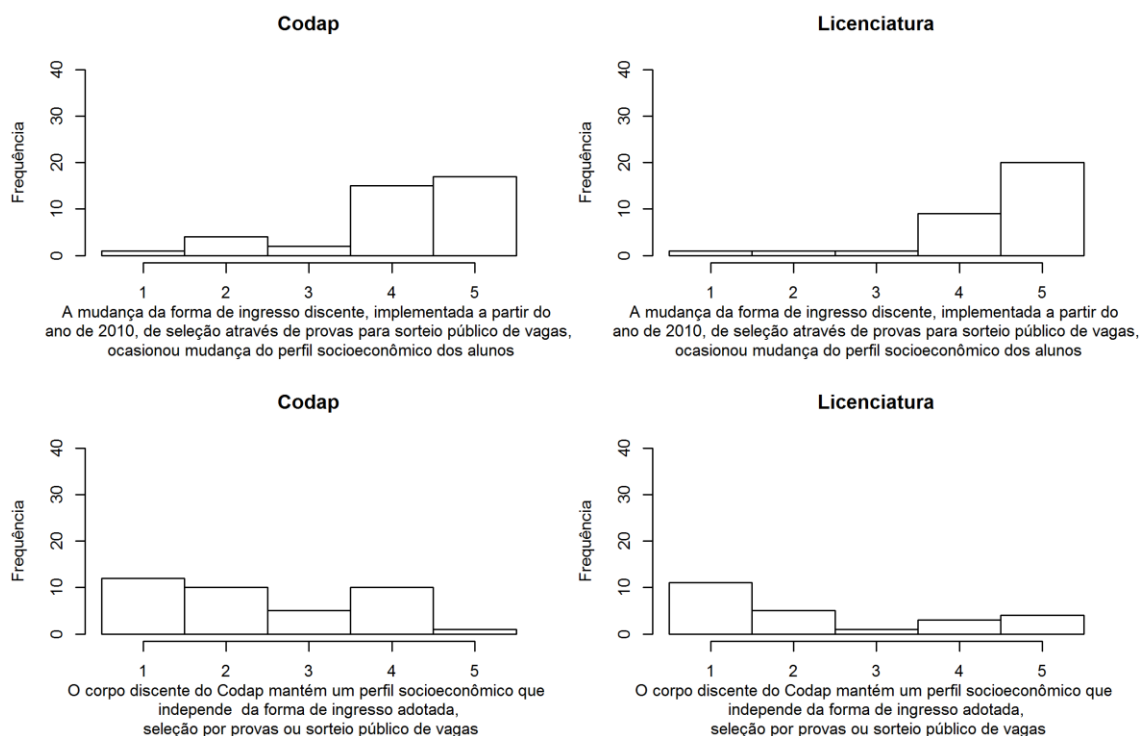 Codap
Frequência
40
30
20
10
0
1 2 3 4 5
A mudança da forma de ingresso discente, implementada a partir do
ano de 2010, de seleção através de provas para sorteio público de vagas,
ocasionou mudança do perfil socioeconômico dos alunos
Licenciatura
Frequência
40
30
20
10
0
1 2 3 4 5
A mudança da forma de ingresso discente, implementada a partir do
ano de 2010, de seleção através de provas para sorteio público de vagas,
ocasionou mudança do perfil socioeconômico dos alunos
Codap
Frequência
40
30
20
10
0
1 2 3 4 5
O corpo discente do Codap mantém um perfil socioeconômico que
independe da forma de ingresso adotada,
seleção por provas ou sorteio público de vagas
Licenciatura
Frequência
40
30
20
10
0
1 2 3 4 5
O corpo discente do Codap mantém um perfil socioeconômico que
independe da forma de ingresso adotada,
seleção por provas ou sorteio público de vagas